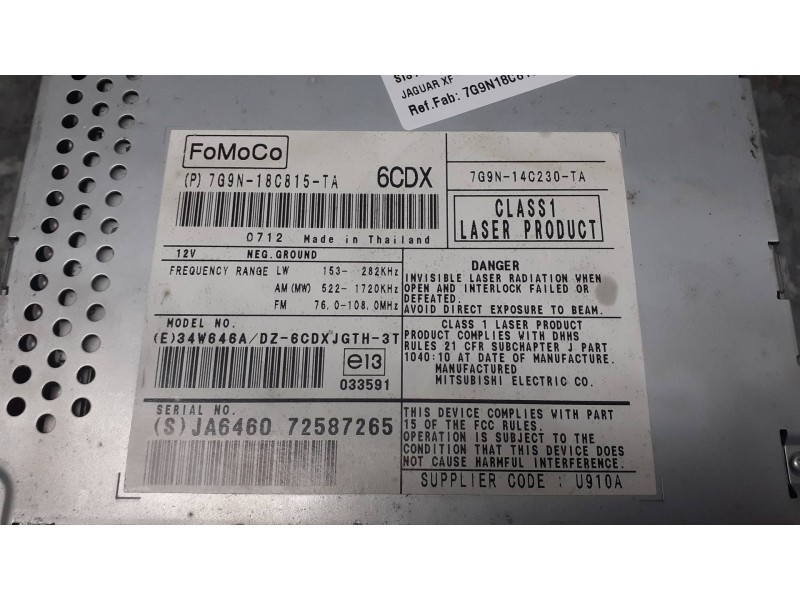 JAGUAR XF
Ref.Fab: 7G9N18C81
FoMoCo
(P) 7G9N-18C815-TA 6CDX
0712 Made in Thailand
12V NEG.GROUND
FREQUENCY RANGE LW 153- 282KHz
AM(MW) 522- 1720KHz
FM 76.0-108.0MHz
MODEL NO.
(E)34W646A/DZ-6CDXJGTH-3T
e13
033591
SERIAL NO.
(S)JA6460 72587265
7G9N-14C230-TA
CLASS1
LASER PRODUCT
DANGER
INVISIBLE LASER RADIATION WHEN
OPEN AND INTERLOCK FAILED OR
DEFEATED.
AVOID DIRECT EXPOSURE TO BEAM.
CLASS 1 LASER PRODUCT
PRODUCT COMPLIES WITH DHHS
RULES 21 CFR SUBCHAPTER J PART
1040:10 AT DATE OF MANUFACTURE.
MANUFACTURED
MITSUBISHI ELECTRIC CO.
THIS DEVICE COMPLIES WITH PART
15 OF THE FCC RULES.
OPERATION IS SUBJECT TO THE
CONDITION THAT THIS DEVICE DOES
NOT CAUSE HARMFUL INTERFERENCE.
SUPPLIER CODE : U910A